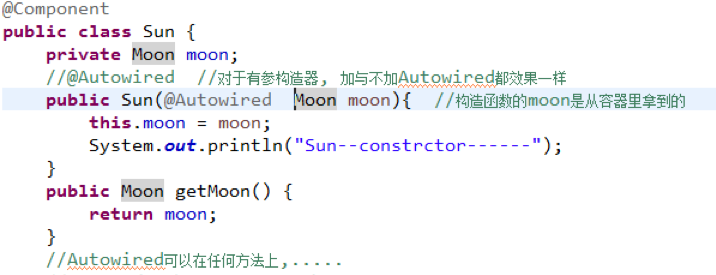 @Component
public class Sun {
    private Moon moon;
    //@Autowired  //对于有参构造器, 加与不加Autowired都效果一样
    public Sun(@Autowired  Moon moon){  //构造函数的moon是从容器里拿到的
        this.moon = moon;
        System.out.println("Sun--constrctor------");
    }
    public Moon getMoon() {
        return moon;
    }
    //Autowired可以在任何方法上,.....